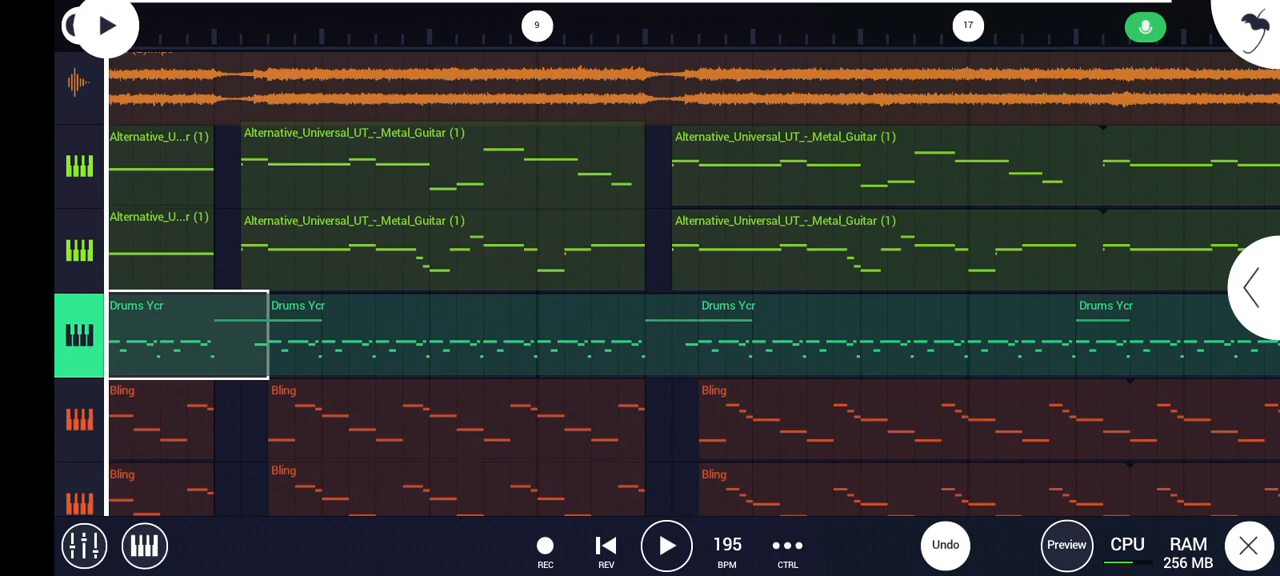 9
17
Alternative_U...r (1)
Alternative_Universal_UT_-_Metal_Guitar (1)
Alternative_Universal_UT_-_Metal_Guitar (1)
Alternative_U...r (1)
Alternative_Universal_UT_-_Metal_Guitar (1)
Alternative_Universal_UT_-_Metal_Guitar (1)
Drums Ycr
Drums Ycr
Drums Ycr
Drums Ycr
Bling
Bling
Bling
Bling
Bling
Bling
REC
REV
195
BPM
CTRL
Undo
Preview
CPU
RAM
256 MB